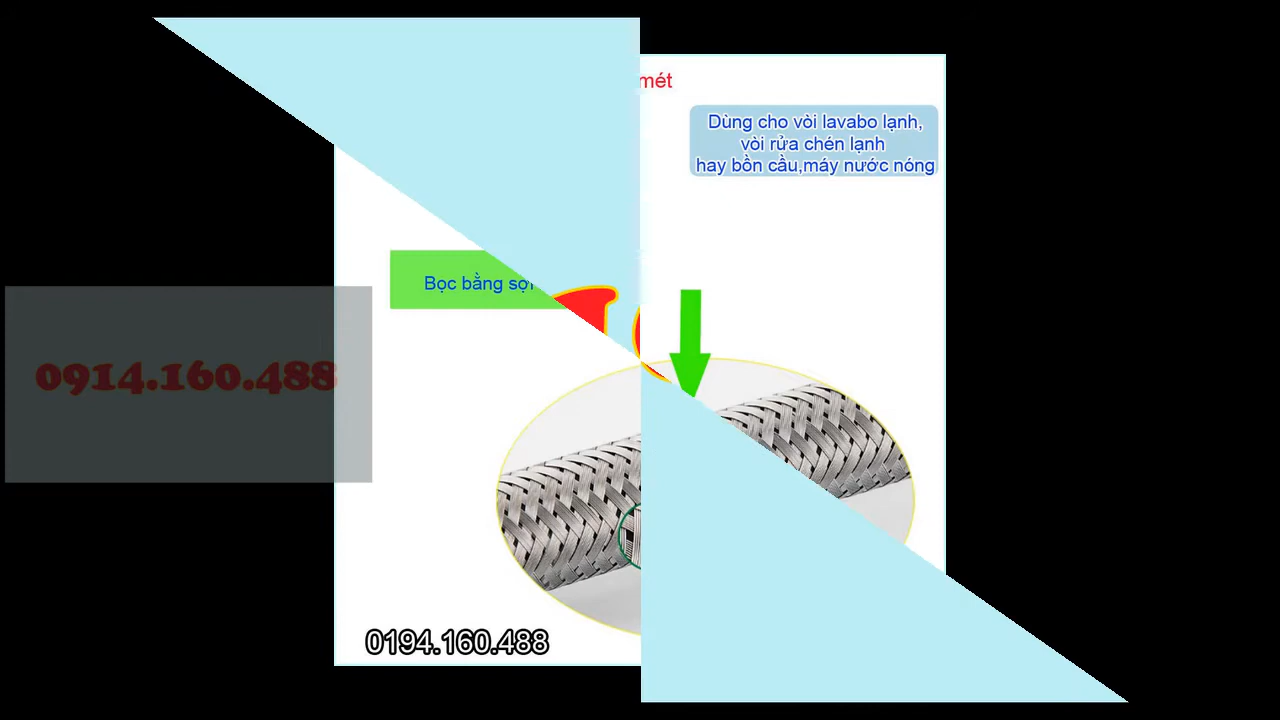 mét
Dùng cho vòi lavabo lạnh,
vòi rửa chén lạnh
hay bồn cầu,máy nước nóng
Bọc bằng sợi
0914.160.488
0194.160.488